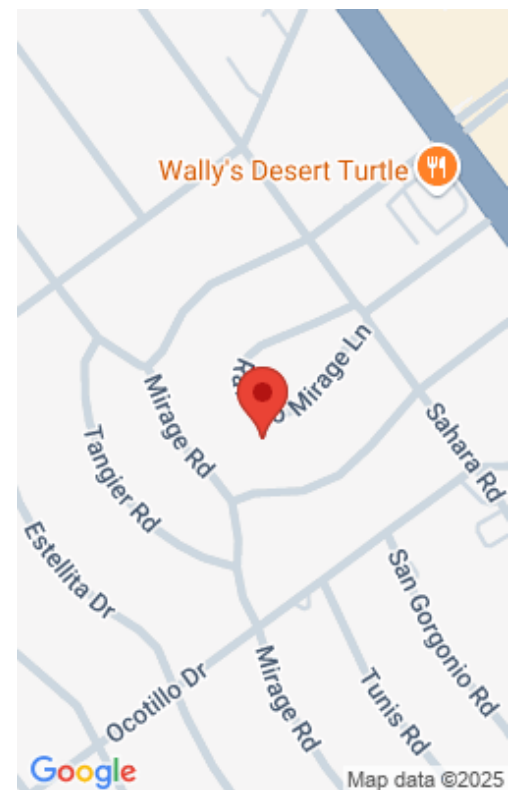 Wally's Desert Turtle
Mirage Ln
Mirage Rd
Sahara Rd
Tangier Rd
Estellita Dr
San Gorgonio Rd
Ocotillo Dr
Mirage Rd
Tunis Rd
Google
Map data ©2025